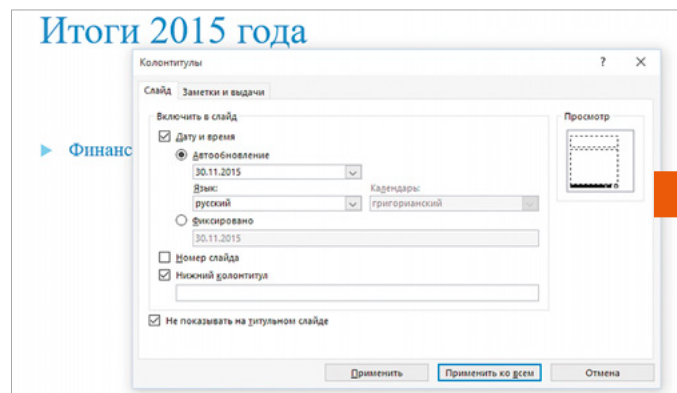 Итоги 2015 года
Колонтитулы ? ×
Слайд Заметки и выдачи
Включить в слайд Просмотр
Дату и время
Автообновление
Финанс
30.11.2015
Язык: Календарь:
русский григорианский
Фиксировано
30.11.2015
Номер слайда
Нижний колонтитул
Не показывать на титульном слайде
Применить Применить ко всем Отмена